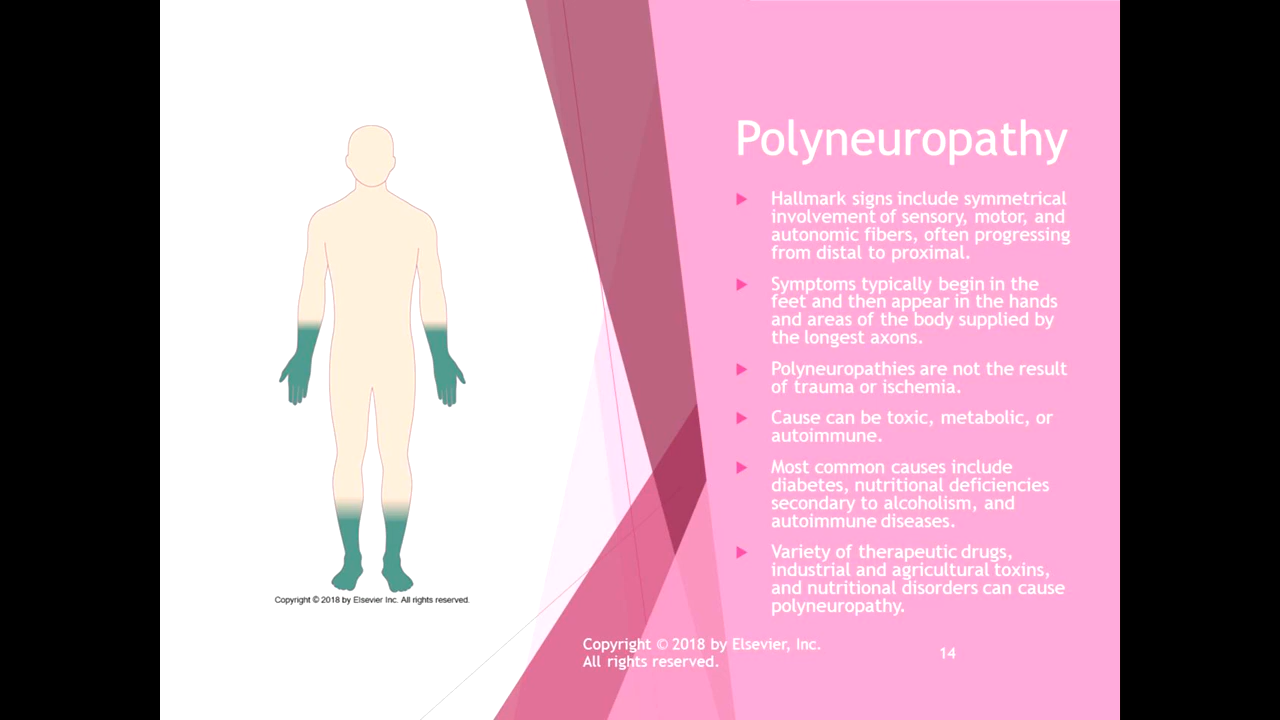 Polyneuropathy
Hallmark signs include symmetrical
involvement of sensory, motor, and
autonomic fibers, often progressing
from distal to proximal.
Symptoms typically begin in the
feet and then appear in the hands
and areas of the body supplied by
the longest axons.
Polyneuropathies are not the result
of trauma or ischemia.
Cause can be toxic, metabolic, or
autoimmune.
Most common causes include
diabetes, nutritional deficiencies
secondary to alcoholism, and
autoimmune diseases.
Variety of therapeutic drugs,
industrial and agricultural toxins,
and nutritional disorders can cause
polyneuropathy.
Copyright © 2018 by Elsevier Inc. All rights reserved.
Copyright © 2018 by Elsevier, Inc.
All rights reserved.
14